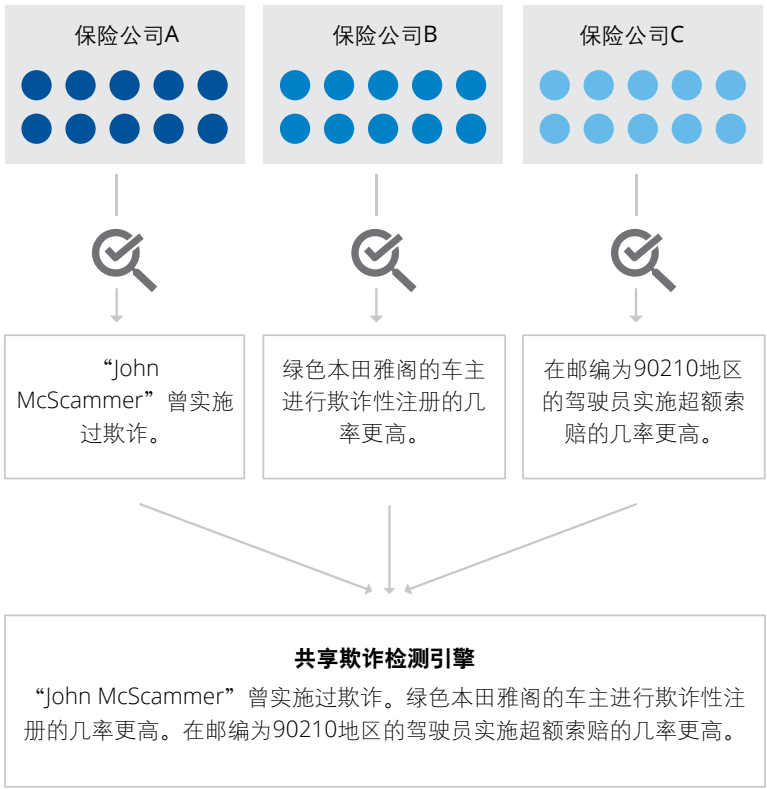 保险公司A
保险公司B
保险公司C
“John
McScammer”曾实施
过欺诈。
绿色本田雅阁的车主
进行欺诈性注册的几
率更高。
在邮编为90210地区
的驾驶员实施超额索
赔的几率更高。
共享欺诈检测引擎
“John McScammer”曾实施过欺诈。绿色本田雅阁的车主进行欺诈性注
册的几率更高。在邮编为90210地区的驾驶员实施超额索赔的几率更高。